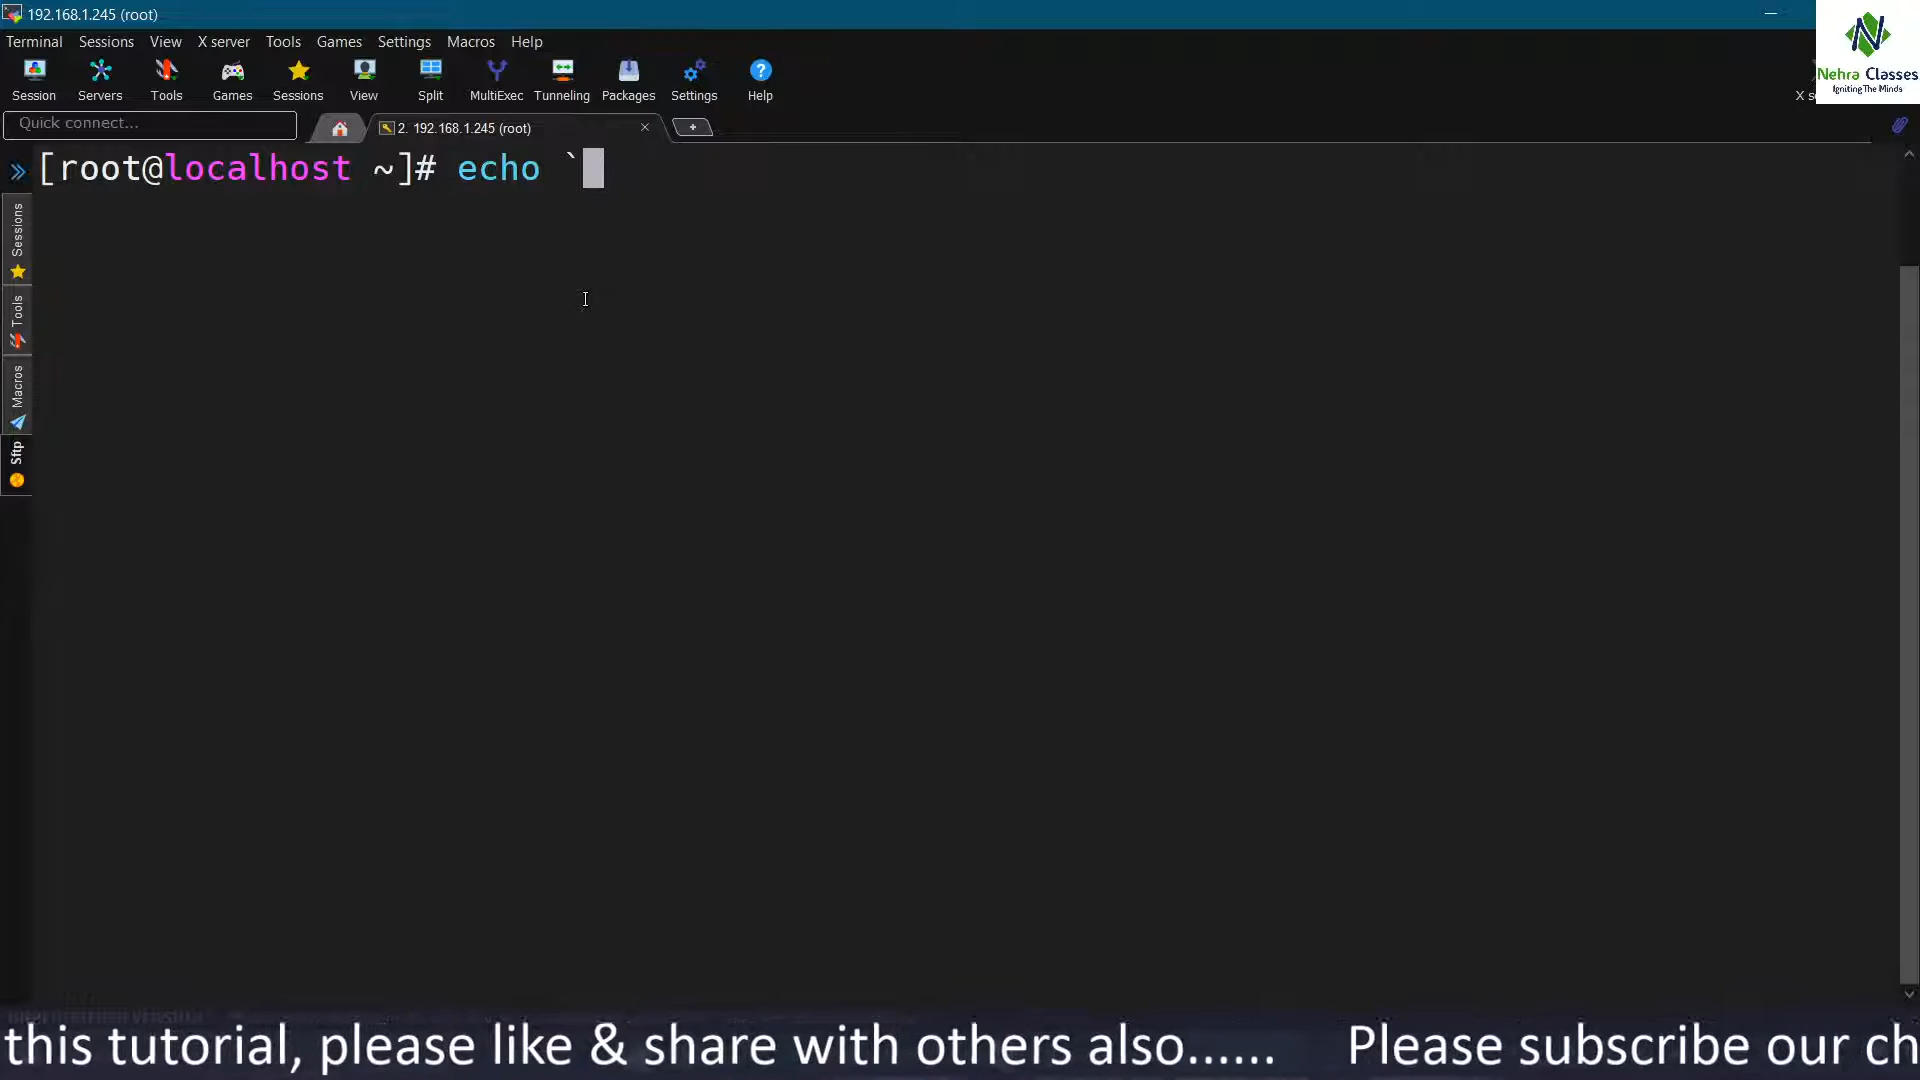 192.168.1.245 (root)
Terminal Sessions View X server Tools Games Settings Macros Help
Session Servers Tools Games Sessions View Split MultiExec Tunneling Packages Settings Help
X s
Nehra Classes
Igniting The Minds
Quick connect...
2. 192.168.1.245 (root)
[root@localhost ~]# echo `
Sessions
Tools
Macros
Sftp
this tutorial, please like & share with others also...... Please subscribe our ch